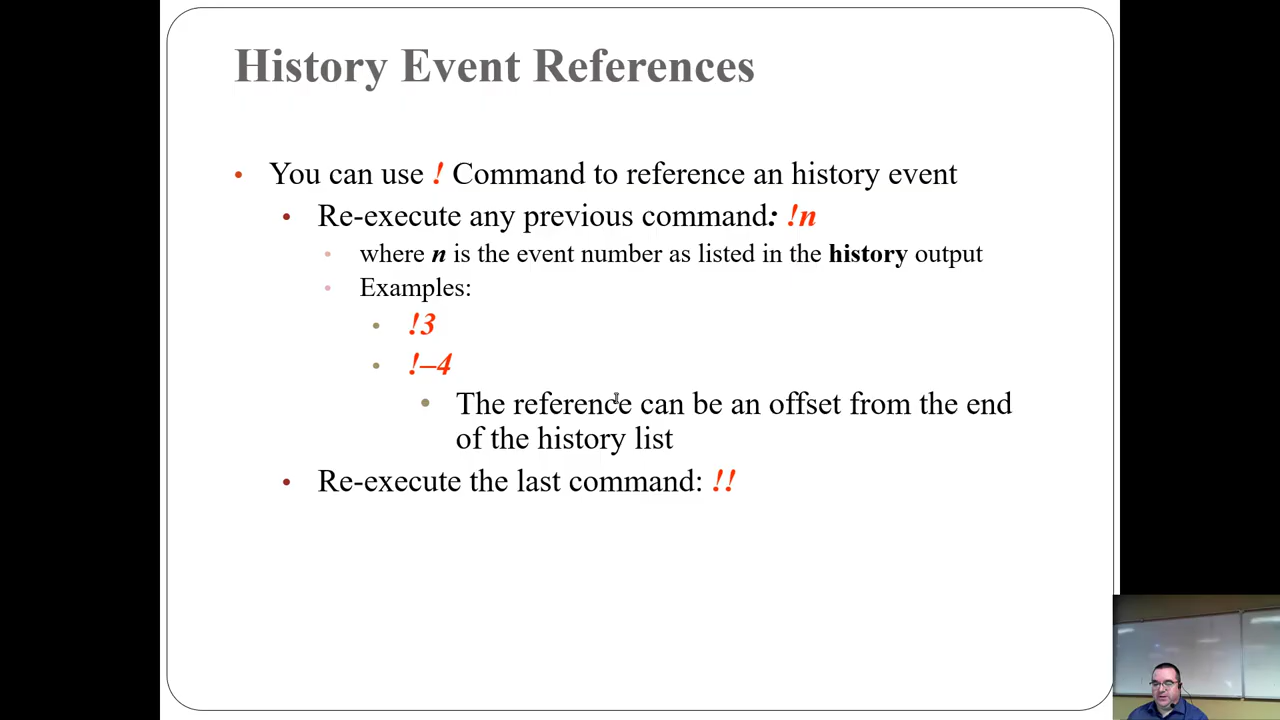 History Event References
You can use ! Command to reference an history event
Re-execute any previous command: !n
where n is the event number as listed in the history output
Examples:
!3
!–4
The reference can be an offset from the end
of the history list
Re-execute the last command: !!